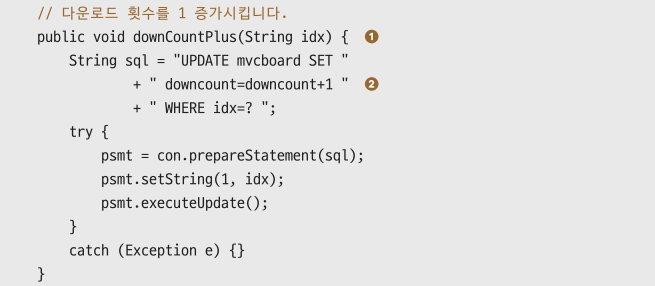 // 다운로드 횟수를 1 증가시킵니다.
public void downCountPlus(String idx) { ❶
    String sql = "UPDATE mvcboard SET "
            + " downcount=downcount+1 " ❷
            + " WHERE idx=? ";
    try {
        psmt = con.prepareStatement(sql);
        psmt.setString(1, idx);
        psmt.executeUpdate();
    }
    catch (Exception e) {}
}